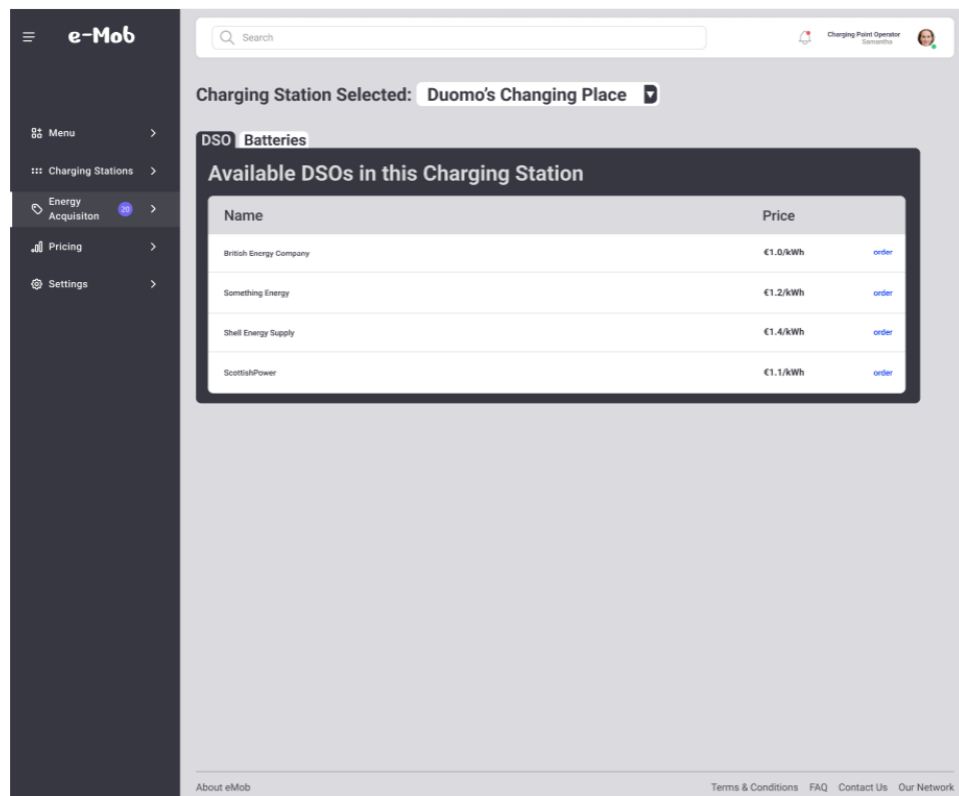 e-Mob
Search
Charging Point Operator
Samantha
Charging Station Selected: Duomo's Changing Place
Menu
Charging Stations
Energy
Acquisiton 20
Pricing
Settings
DSO Batteries
Available DSOs in this Charging Station
Name Price
British Energy Company €1.0/kWh order
Something Energy €1.2/kWh order
Shell Energy Supply €1.4/kWh order
ScottishPower €1.1/kWh order
About eMob Terms & Conditions FAQ Contact Us Our Network